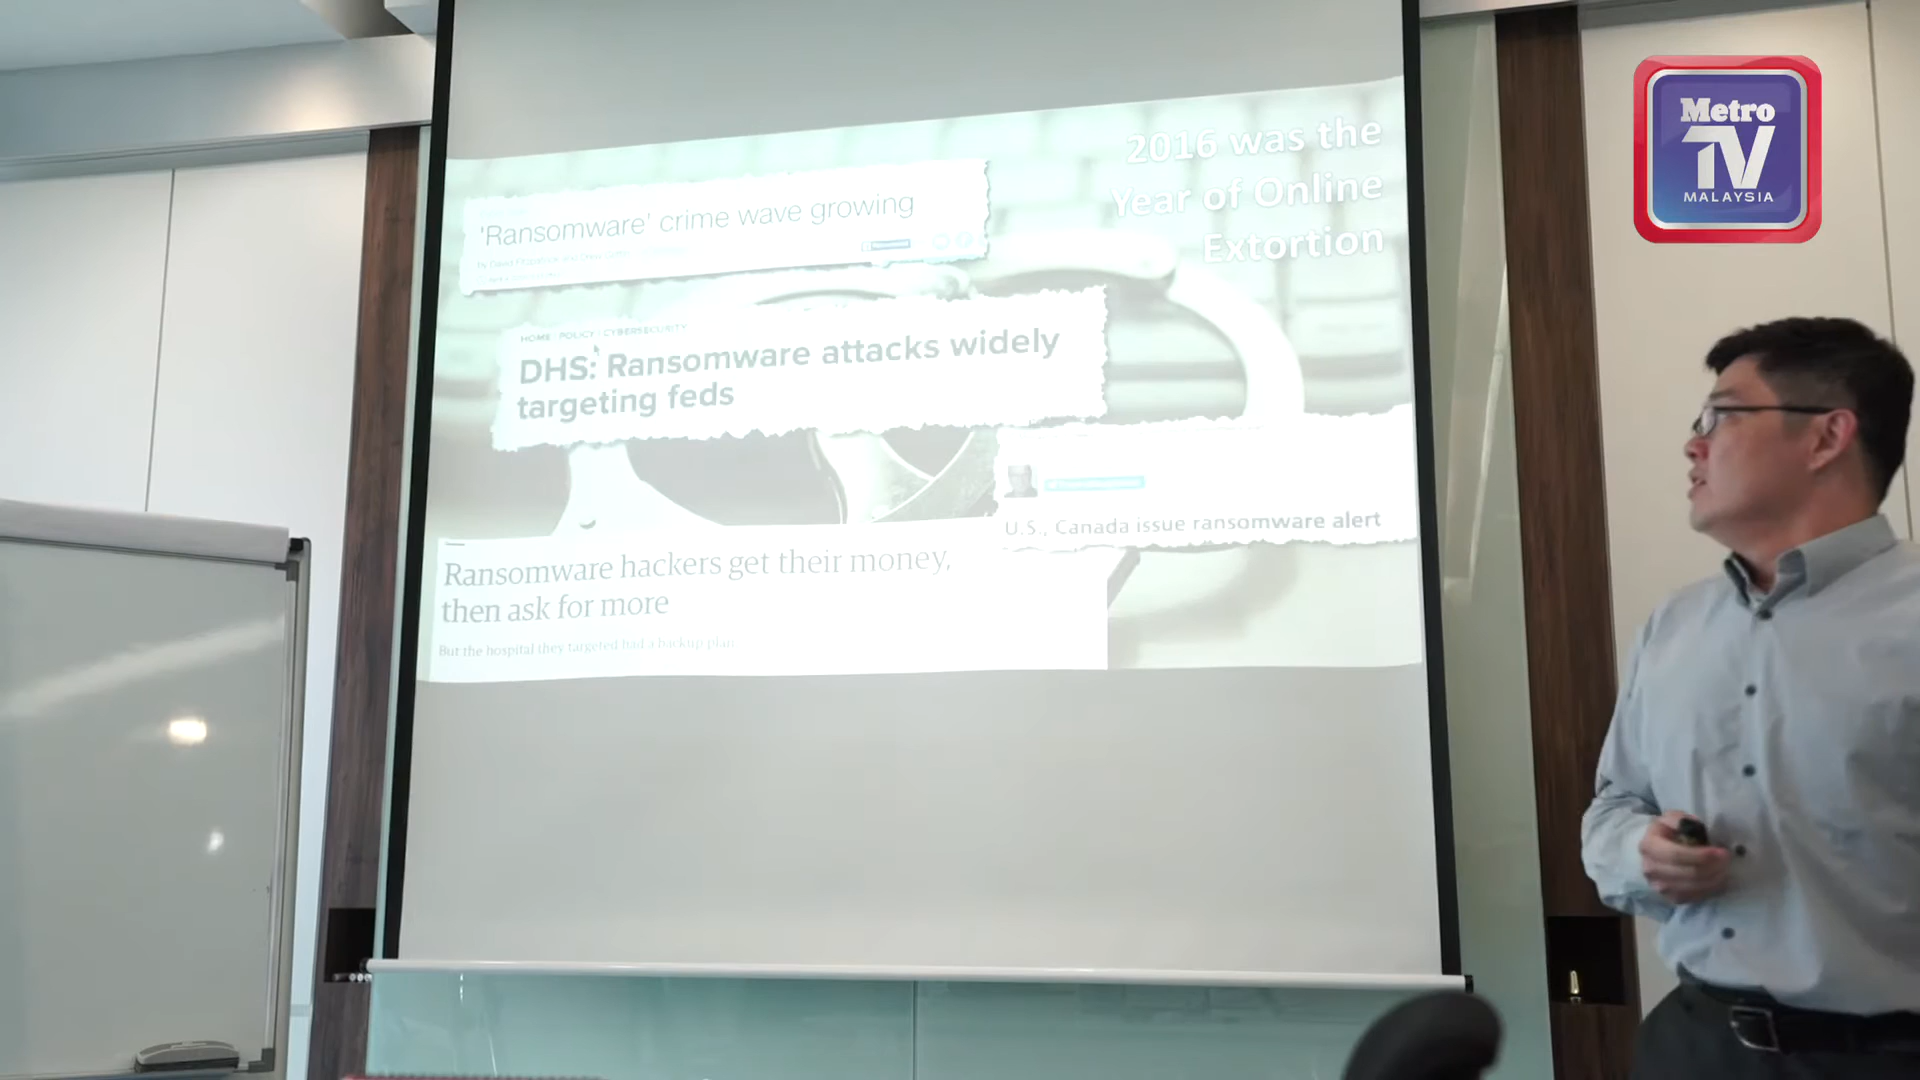 Metro
TV
MALAYSIA
2016 was the
Year of Online
Extortion
'Ransomware' crime wave growing
HOME / POLICY / CYBERSECURITY
DHS: Ransomware attacks widely
targeting feds
U.S., Canada issue ransomware alert
Ransomware hackers get their money,
then ask for more
But the hospital they targeted had a backup plan